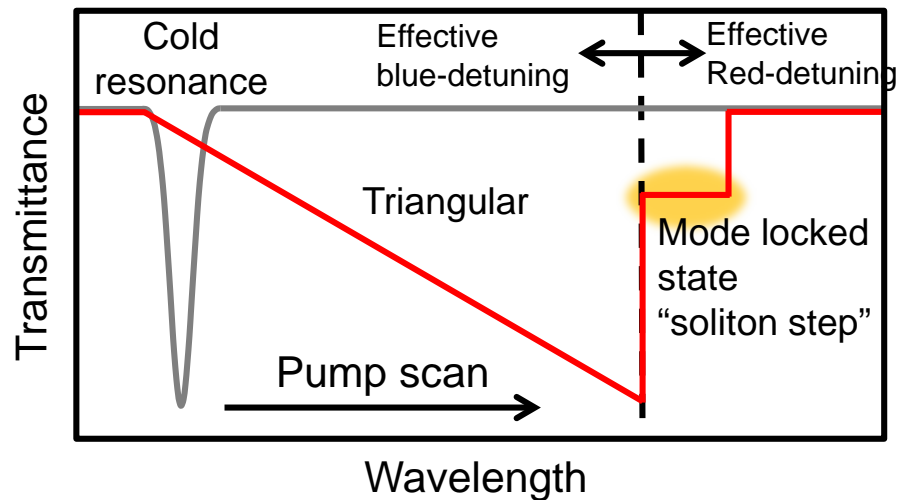 Cold
resonance
Effective
blue-detuning
Effective
Red-detuning
Triangular
Mode locked
state
“soliton step”
Pump scan
Transmittance
Wavelength